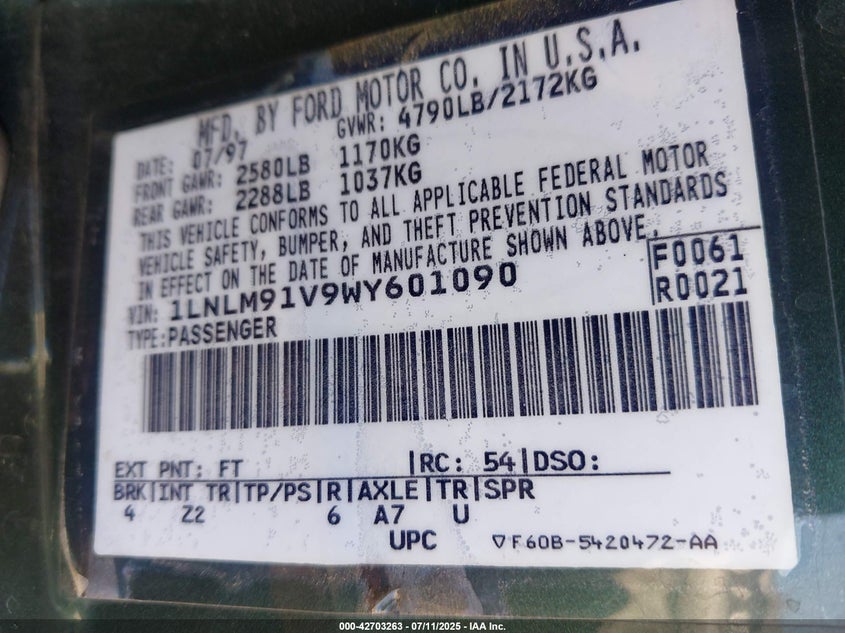 MFD. BY FORD MOTOR CO. IN U.S.A.
DATE: 07/97 GVWR: 4790LB/2172KG
FRONT GAWR: 2580LB 1170KG
REAR GAWR: 2288LB 1037KG
THIS VEHICLE CONFORMS TO ALL APPLICABLE FEDERAL MOTOR
VEHICLE SAFETY, BUMPER, AND THEFT PREVENTION STANDARDS
IN EFFECT ON THE DATE OF MANUFACTURE SHOWN ABOVE.
VIN: 1LNLM91V9WY601090 F0061
TYPE:PASSENGER R0021
EXT PNT: FT |RC: 54|DSO:
BRK|INT TR|TP/PS|R|AXLE|TR|SPR
4 Z2 6 A7 U
UPC ▽F60B-5420472-AA
000-42703263 - 07/11/2025 - IAA Inc.